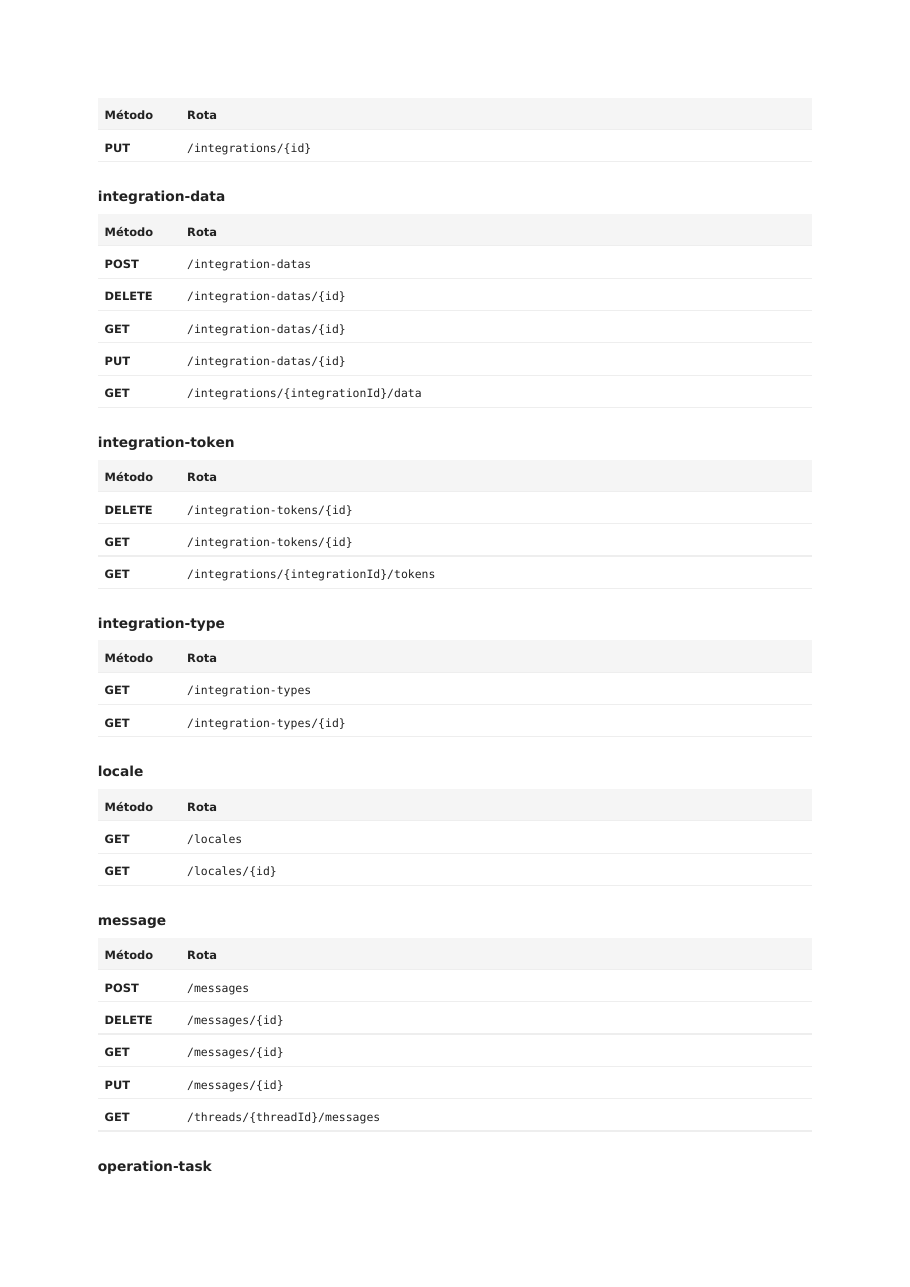 Método Rota
PUT /integrations/{id}
integration-data
Método Rota
POST /integration-datas
DELETE /integration-datas/{id}
GET /integration-datas/{id}
PUT /integration-datas/{id}
GET /integrations/{integrationId}/data
integration-token
Método Rota
DELETE /integration-tokens/{id}
GET /integration-tokens/{id}
GET /integrations/{integrationId}/tokens
integration-type
Método Rota
GET /integration-types
GET /integration-types/{id}
locale
Método Rota
GET /locales
GET /locales/{id}
message
Método Rota
POST /messages
DELETE /messages/{id}
GET /messages/{id}
PUT /messages/{id}
GET /threads/{threadId}/messages
operation-task